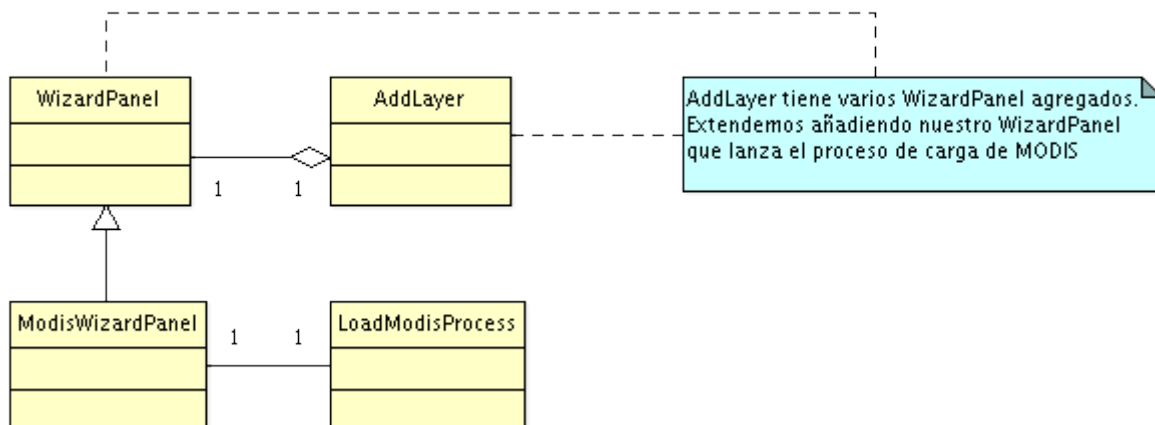 WizardPanel
AddLayer
AddLayer tiene varios WizardPanel agregados.
Extendemos añadiendo nuestro WizardPanel
que lanza el proceso de carga de MODIS
1
1
ModisWizardPanel
1
1
LoadModisProcess